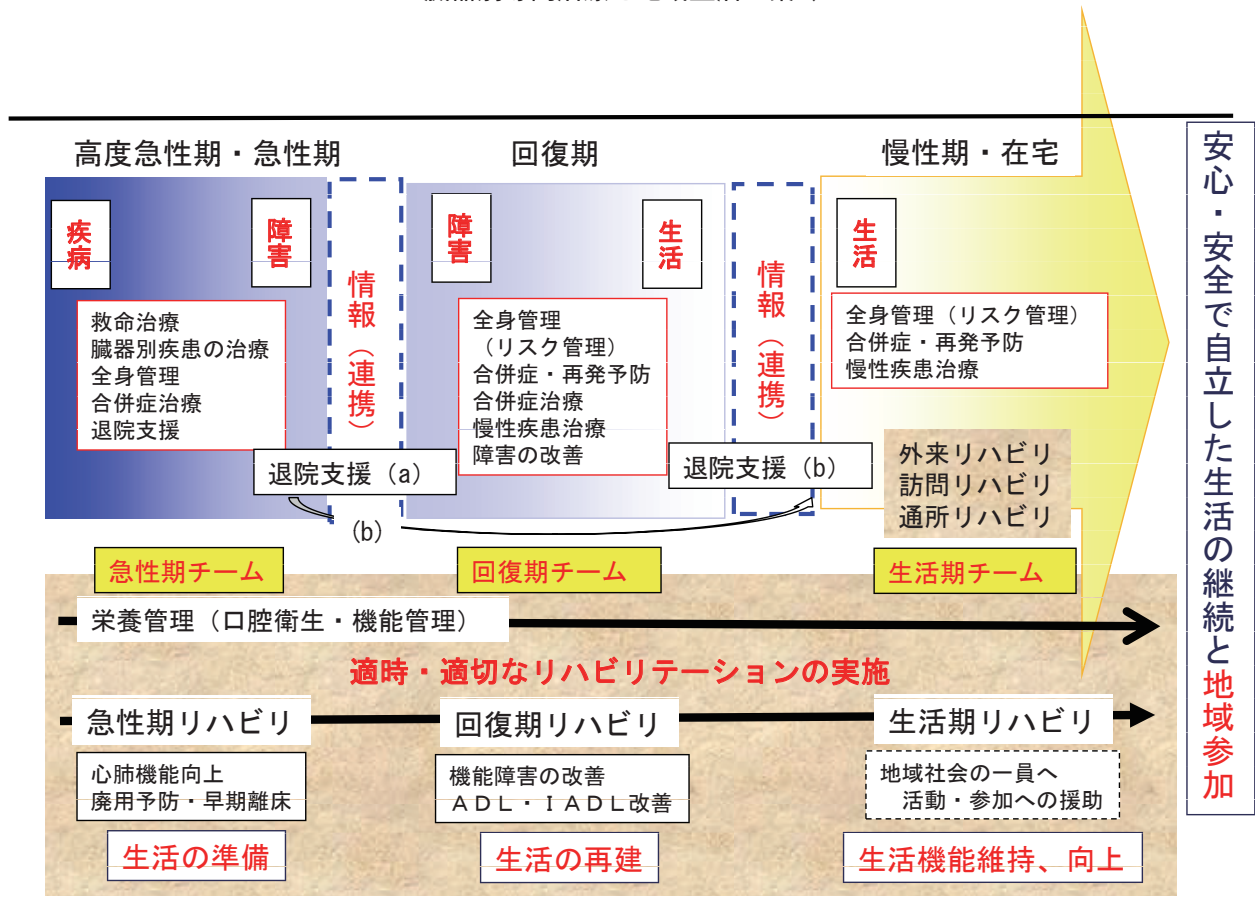 高度急性期・急性期
回復期
慢性期・在宅
疾病
障害
情報（連携）
障害
生活
情報（連携）
生活
救命治療
臓器別疾患の治療
全身管理
合併症治療
退院支援
全身管理
（リスク管理）
合併症・再発予防
合併症治療
慢性疾患治療
障害の改善
全身管理（リスク管理）
合併症・再発予防
慢性疾患治療
退院支援（a）
(b)
退院支援（b）
外来リハビリ
訪問リハビリ
通所リハビリ
急性期チーム
回復期チーム
生活期チーム
栄養管理（口腔衛生・機能管理）
適時・適切なリハビリテーションの実施
急性期リハビリ
回復期リハビリ
生活期リハビリ
心肺機能向上
廃用予防・早期離床
機能障害の改善
ＡＤＬ・ＩＡＤＬ改善
地域社会の一員へ
活動・参加への援助
生活の準備
生活の再建
生活機能維持、向上
安心・安全で自立した生活の継続と地域参加